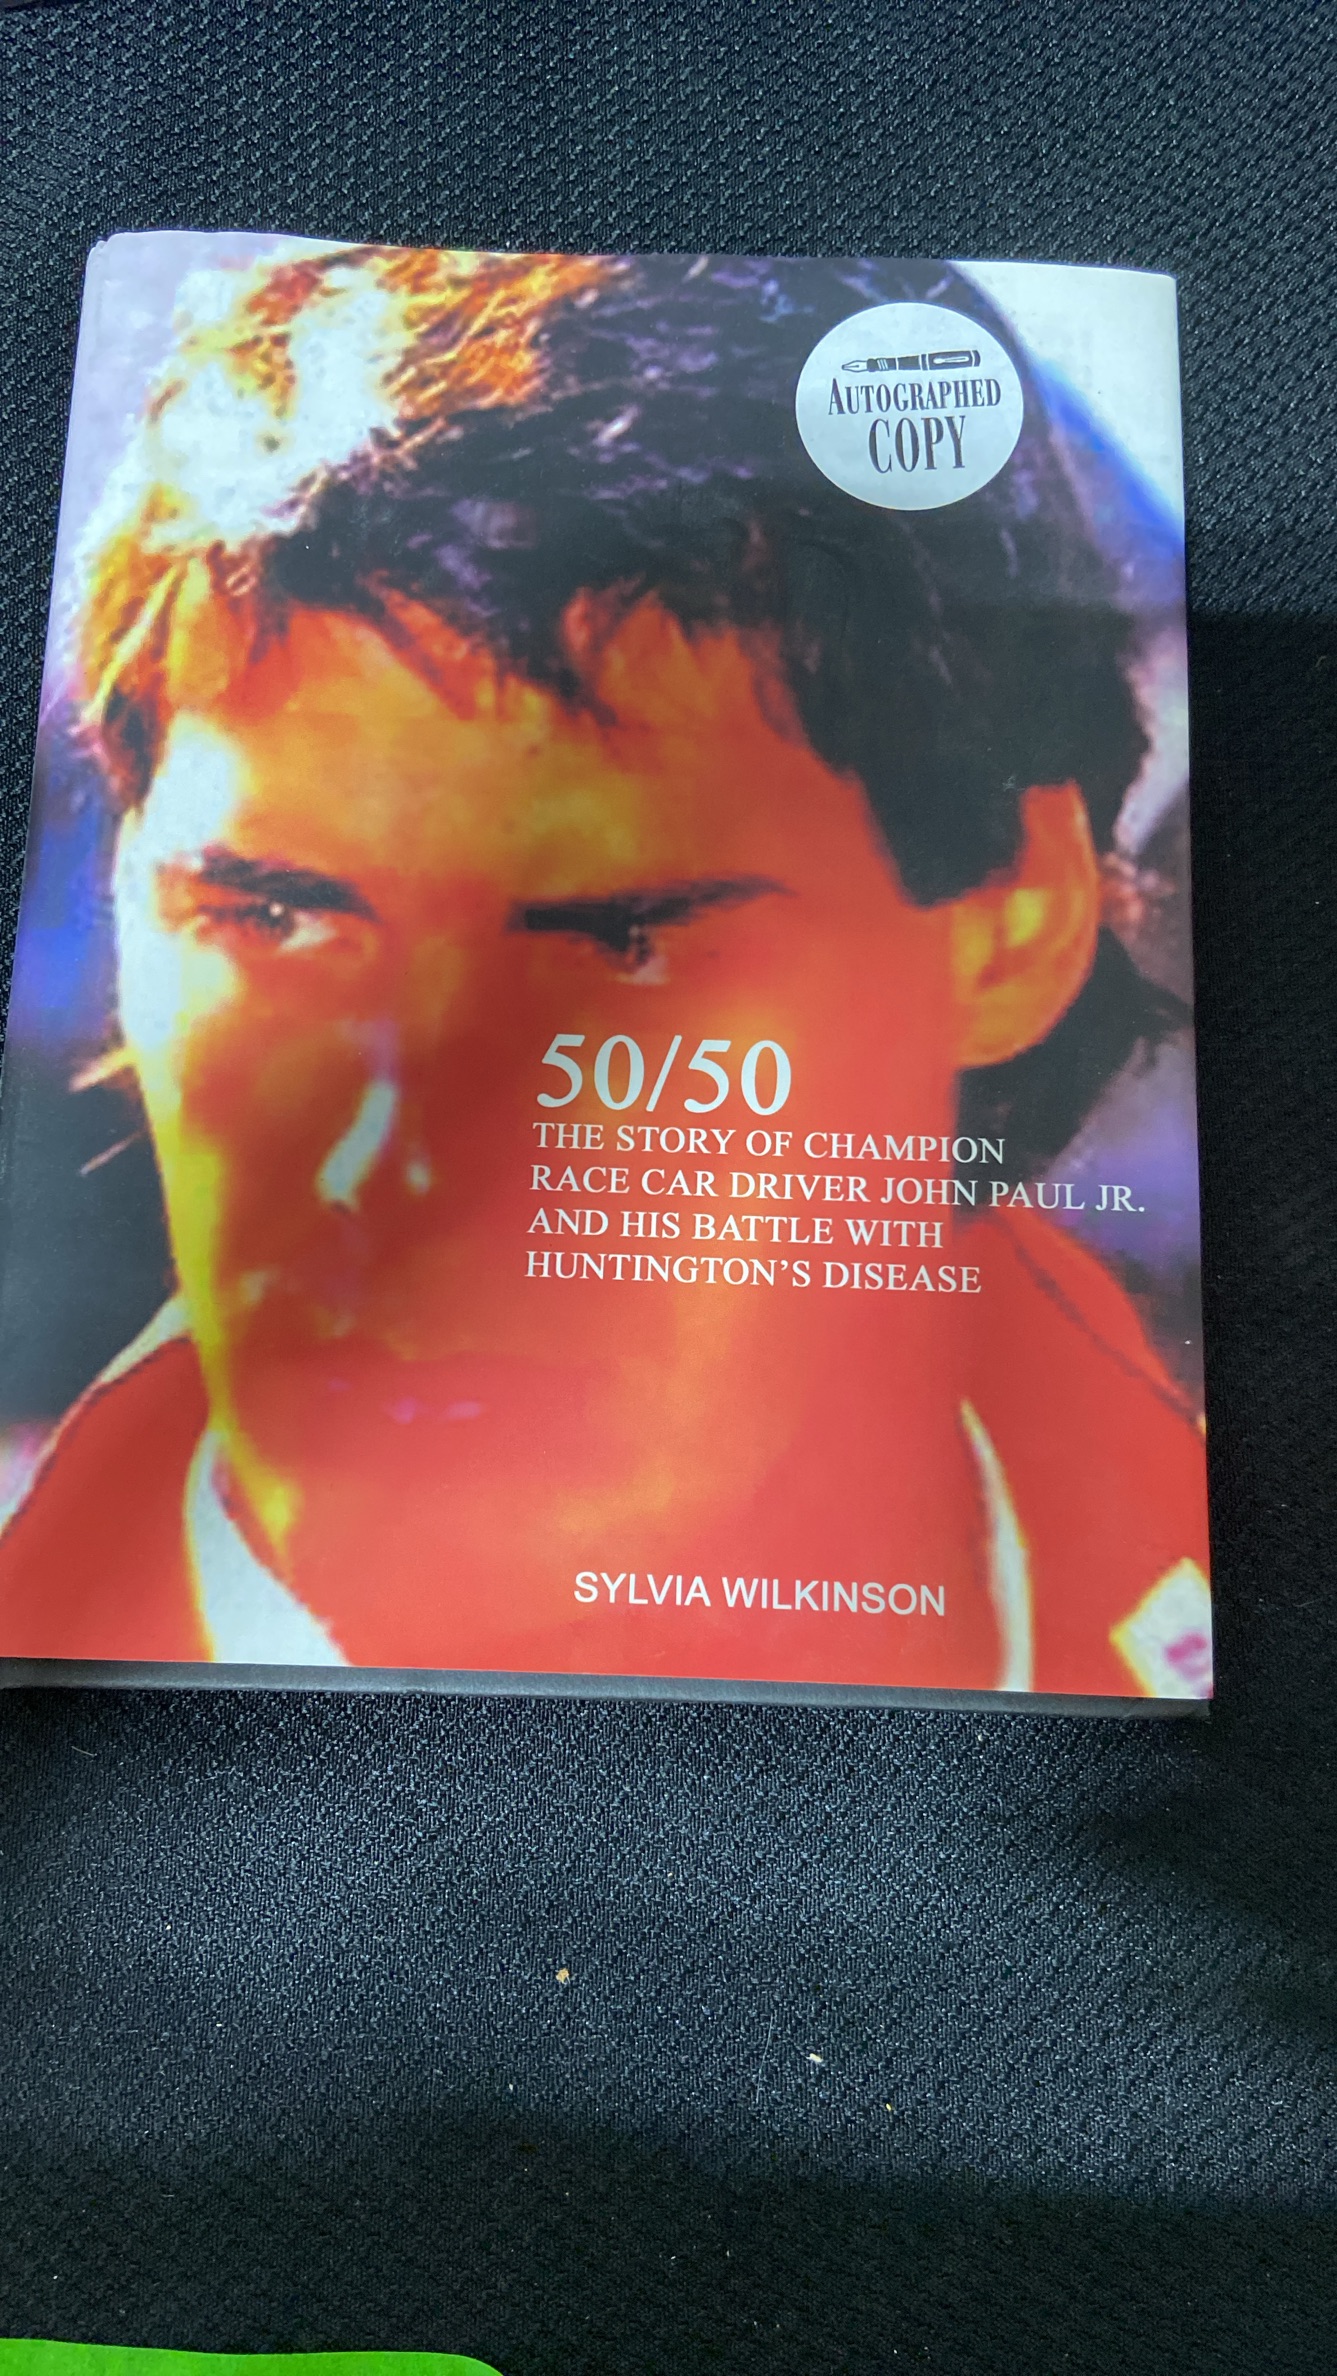 AUTOGRAPHED
COPY
50/50
THE STORY OF CHAMPION
RACE CAR DRIVER JOHN PAUL JR.
AND HIS BATTLE WITH
HUNTINGTON'S DISEASE
SYLVIA WILKINSON